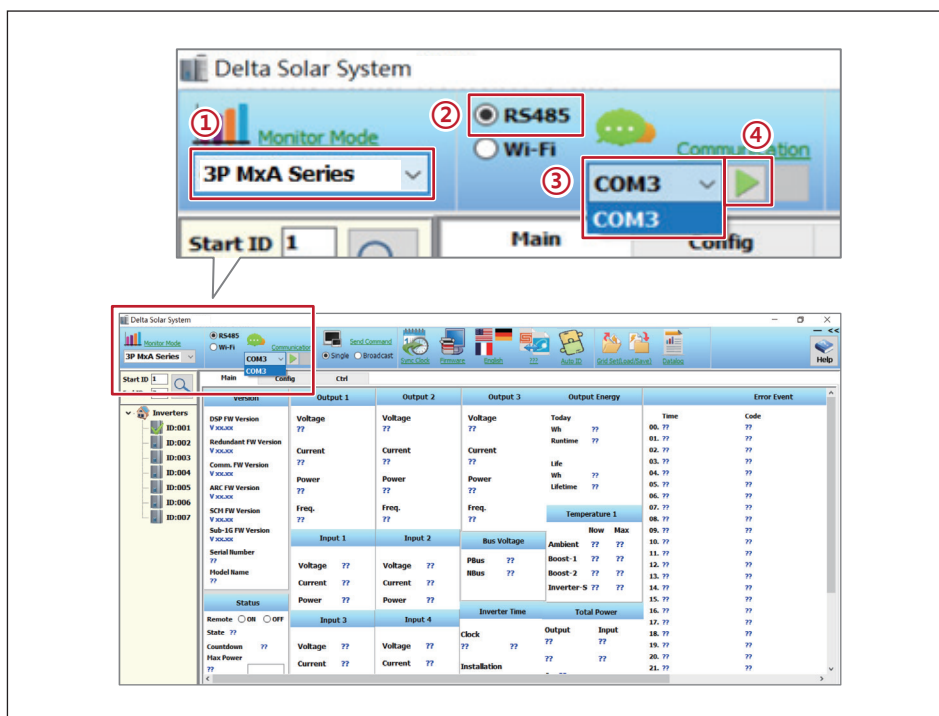 Delta Solar System
① Monitor Mode
3P MxA Series
② RS485
Wi-Fi
Communication ④
③ COM3
COM3
Start ID 1
Main Config
Delta Solar System
Monitor Mode
3P MxA Series
RS485
Wi-Fi
Communication
COM3
COM3
Send Command
Single Broadcast
Sync Clock Firmware English ??? Auto ID Grid Set(Load/Save) Datalog
<<
Help
Start ID 1
Main Config Ctrl
Inverters
ID:001
ID:002
ID:003
ID:004
ID:005
ID:006
ID:007
Version
DSP FW Version
V xx.xx
Redundant FW Version
V xx.xx
Comm. FW Version
V xx.xx
ARC FW Version
V xx.xx
SCM FW Version
V xx.xx
Sub-1G FW Version
V xx.xx
Serial Number
??
Model Name
??
Status
Remote ON OFF
State ??
Countdown ??
Max Power
??
Output 1
Voltage
??
Current
??
Power
??
Freq.
??
Output 2
Voltage
??
Current
??
Power
??
Freq.
??
Output 3
Voltage
??
Current
??
Power
??
Freq.
??
Input 1
Voltage ??
Current ??
Power ??
Input 2
Voltage ??
Current ??
Power ??
Input 3
Voltage ??
Current ??
Input 4
Voltage ??
Current ??
Bus Voltage
PBus ??
NBus ??
Inverter Time
Clock
?? ??
Installation
Output Energy
Today
Wh ??
Runtime ??
Life
Wh ??
Lifetime ??
Temperature 1
Now Max
Ambient ?? ??
Boost-1 ?? ??
Boost-2 ?? ??
Inverter-S ?? ??
Total Power
Output Input
?? ??
?? ??
Error Event
Time Code
00. ?? ??
01. ?? ??
02. ?? ??
03. ?? ??
04. ?? ??
05. ?? ??
06. ?? ??
07. ?? ??
08. ?? ??
09. ?? ??
10. ?? ??
11. ?? ??
12. ?? ??
13. ?? ??
14. ?? ??
15. ?? ??
16. ?? ??
17. ?? ??
18. ?? ??
19. ?? ??
20. ?? ??
21. ?? ??